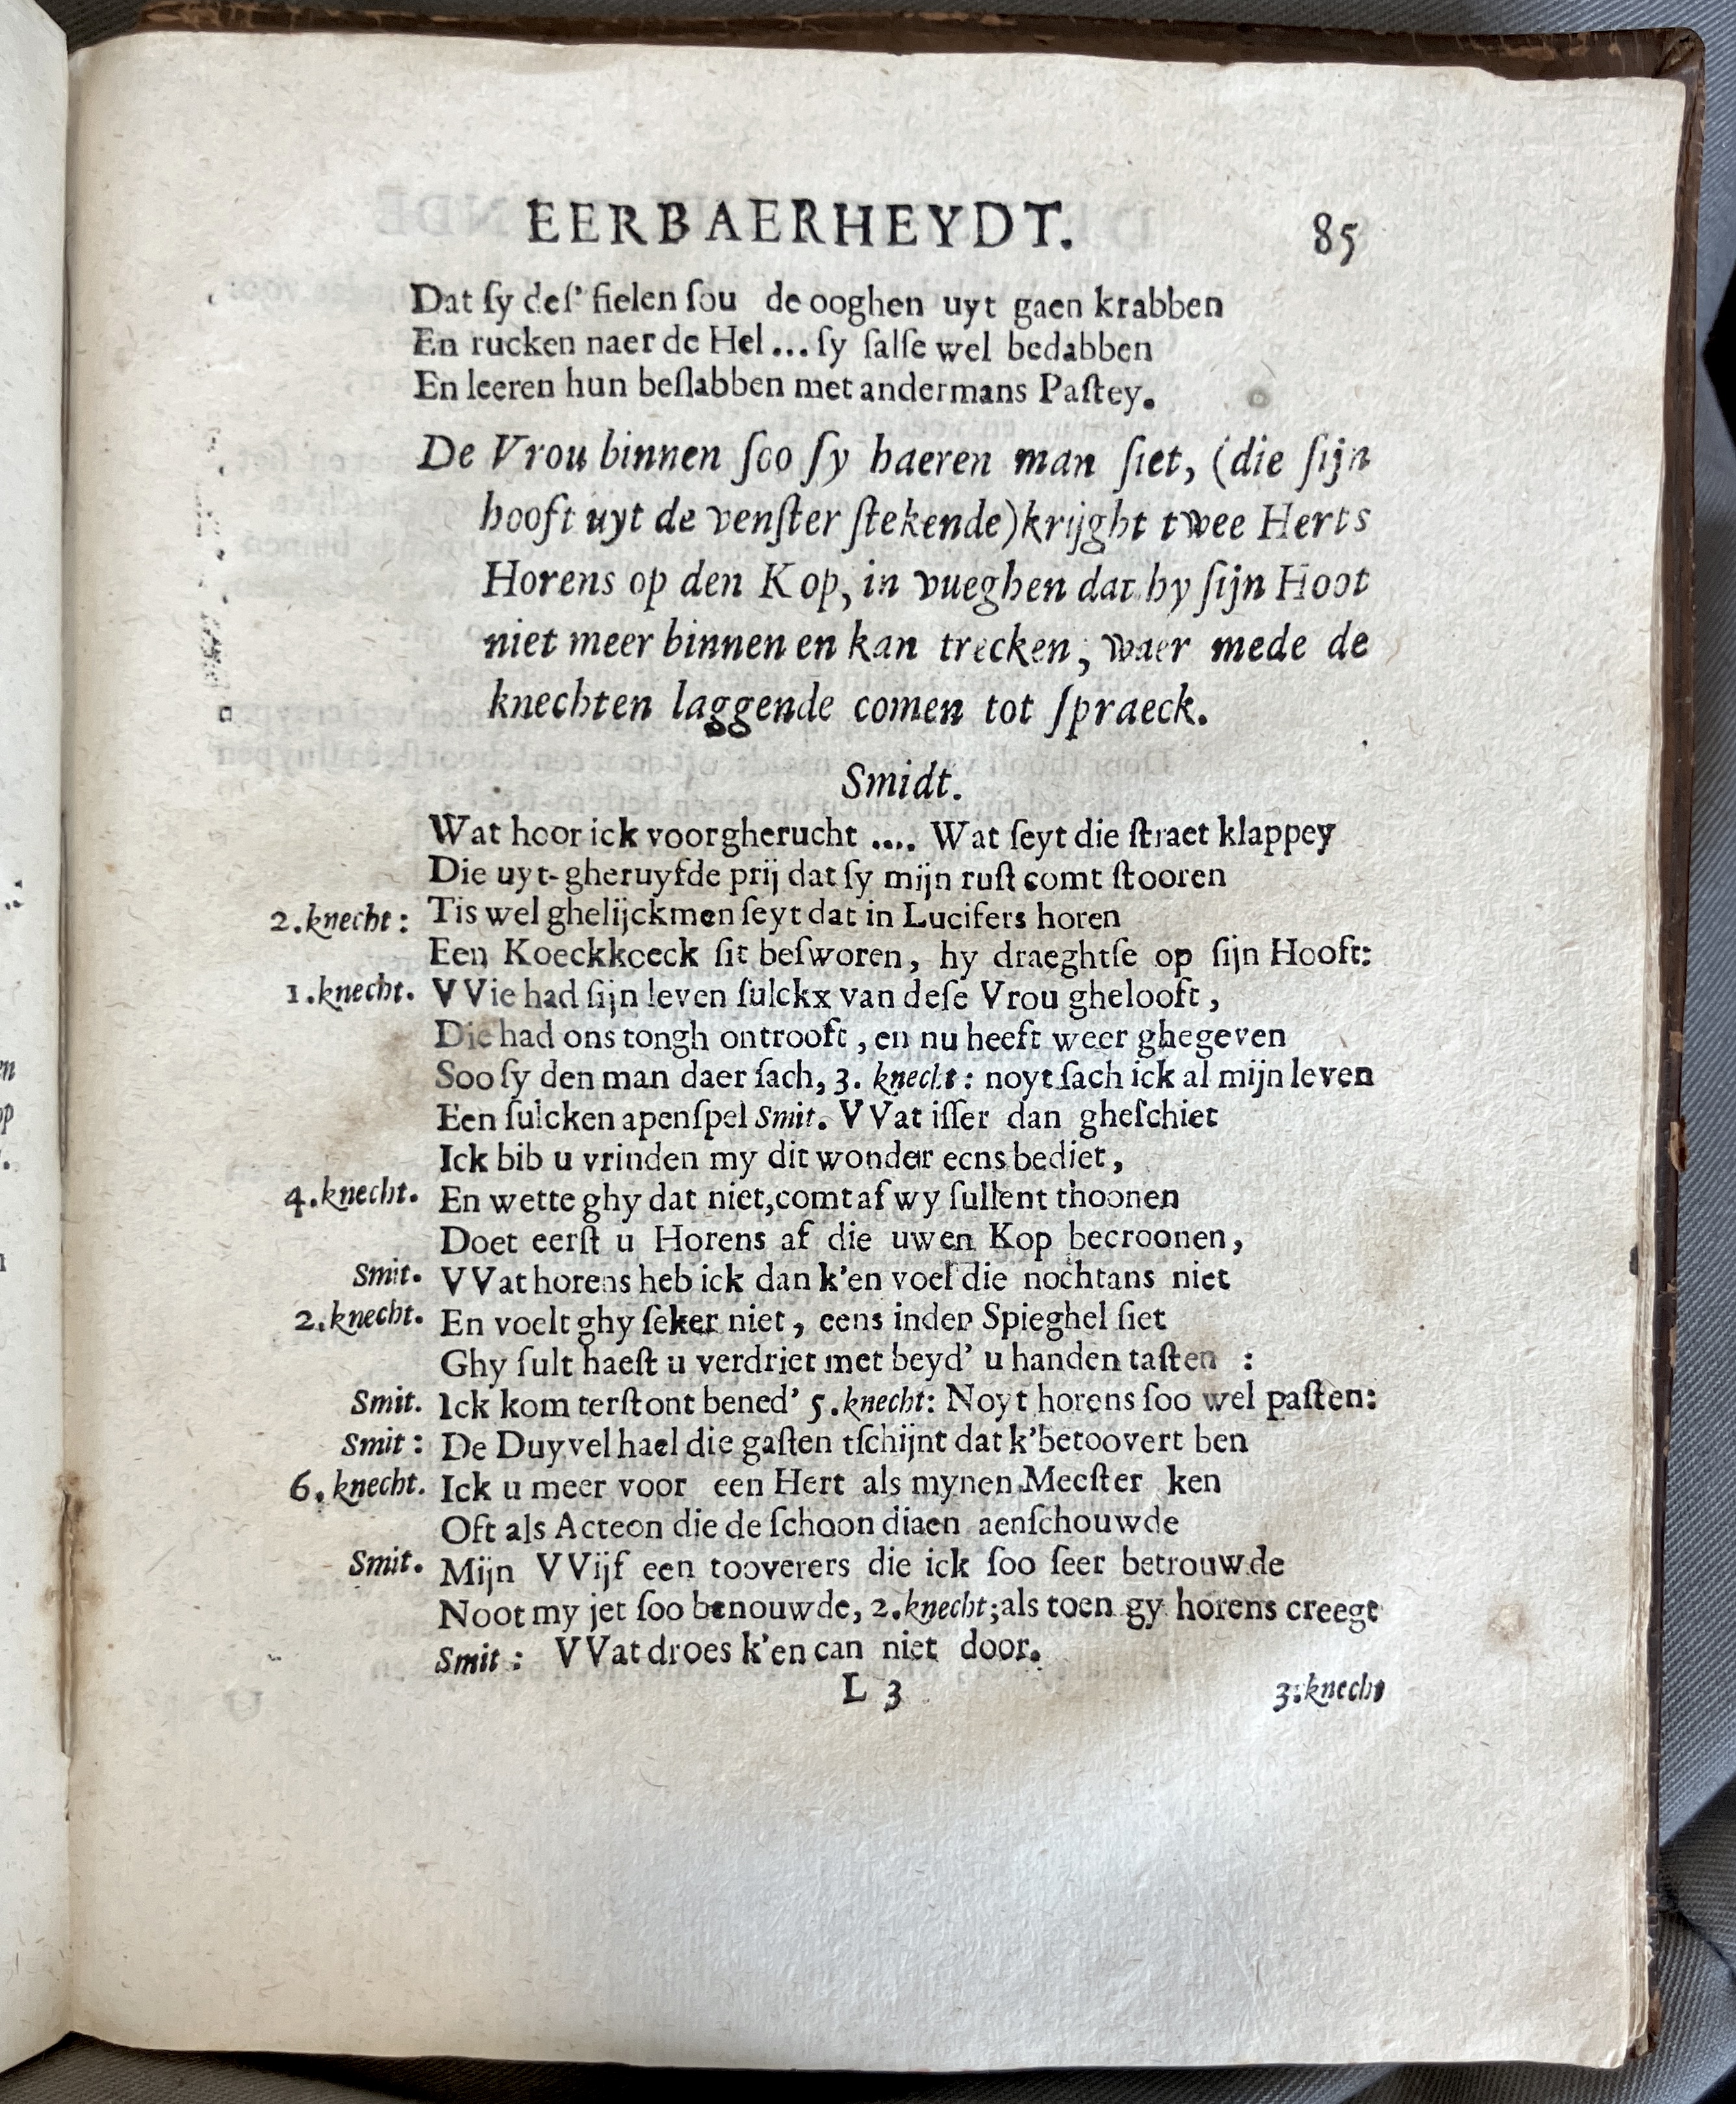 EERBAERHEYDT. 85
Dat ſy deſ' fielen ſou de ooghen uyt gaen krabben
En rucken naer de Hel ... ſy ſalſe wel bedabben
En leeren hun beſlabben met andermans Paſtey.
De Vrou binnen ſoo ſy haeren man ſiet, (die ſijn
hooft uyt de venſter ſtekende) krijght twee Herts
Horens op den Kop, in vueghen dat hy ſijn Hoot
niet meer binnen en kan trecken, waer mede de
knechten laggende comen tot ſpraeck.
Smidt.
Wat hoor ick voor gherucht .... Wat ſeyt die ſtraet klappey
Die uyt-gheruyfde prij dat ſy mijn ruſt comt ſtooren
2.knecht: Tis wel ghelijckmen ſeyt dat in Lucifers horen
Een Koeckkoeck ſit beſworen, hy draeghtſe op ſijn Hooft:
1.knecht. VVie had ſijn leven ſulckx van deſe Vrou ghelooft,
Die had ons tongh ontrooft, en nu heeft weer ghegeven
Soo ſy den man daer ſach, 3. knecht: noyt ſach ick al mijn leven
Een ſulcken apenſpel Smit. VVat iſſer dan gheſchiet
Ick bib u vrinden my dit wonder eens bediet,
4.knecht. En wette ghy dat niet, comt af wy ſullent thoonen
Doet eerſt u Horens af die uwen Kop becroonen,
Smit. VVat horens heb ick dan k'en voel die nochtans niet
2.knecht. En voelt ghy ſeker niet, eens inden Spieghel ſiet
Ghy ſult haeſt u verdriet met beyd' u handen taſten :
Smit. Ick kom terſtont bened' 5.knecht: Noyt horens ſoo wel paſten:
Smit: De Duyvel hael die gaſten tſchijnt dat k'betoovert ben
6.knecht. Ick u meer voor een Hert als mynen Meeſter ken
Oft als Acteon die de ſchoon diaen aenſchouwde
Smit. Mijn VVijf een tooverers die ick ſoo ſeer betrouwde
Noot my jet ſoo benouwde, 2.knecht; als toen gy horens creegt
Smit: VVat droes k'en can niet door.
L 3 3:knecht